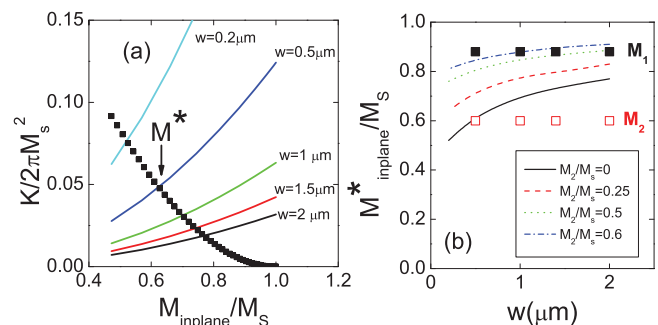 (a)
w=0.2μm
w=0.5μm
M*
w=1 μm
w=1.5μm
w=2 μm
K/2πMs²
0.15
0.10
0.05
0.00
0.4 0.6 0.8 1.0 1.2
Minplane/MS
(b)
M1
M2
M2/Ms=0
M2/Ms=0.25
M2/Ms=0.5
M2/Ms=0.6
M*inplane/MS
1.0
0.8
0.6
0.4
0.2
0.0
0 1 2
w(μm)